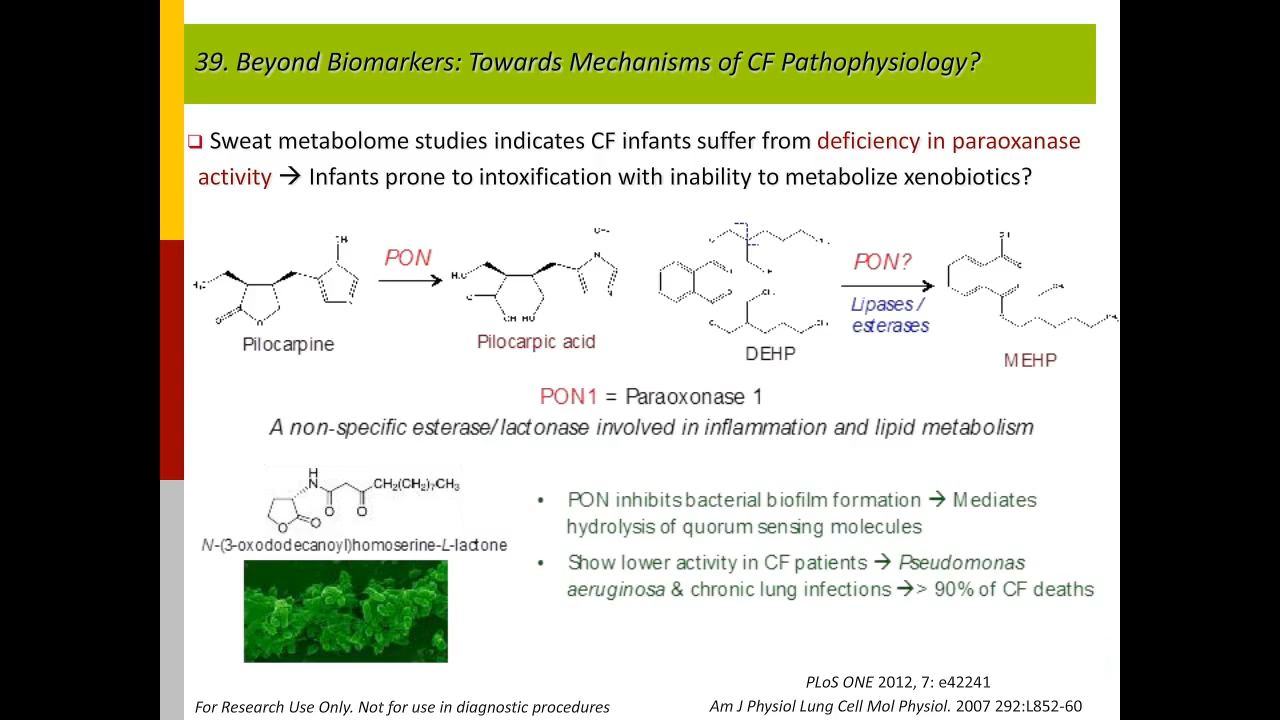 39. Beyond Biomarkers: Towards Mechanisms of CF Pathophysiology?
❑ Sweat metabolome studies indicates CF infants suffer from deficiency in paraoxanase
activity → Infants prone to intoxification with inability to metabolize xenobiotics?
PON
PON?
Lipases /
esterases
Pilocarpine
Pilocarpic acid
DEHP
MEHP
PON1 = Paraoxonase 1
A non-specific esterase/lactonase involved in inflammation and lipid metabolism
H
N
CH₂(CH₂)₇CH₃
O
O
O
O
N-(3-oxododecanoyl)homoserine-L-lactone
• PON inhibits bacterial biofilm formation → Mediates
hydrolysis of quorum sensing molecules
• Show lower activity in CF patients → Pseudomonas
aeruginosa & chronic lung infections →> 90% of CF deaths
PLoS ONE 2012, 7: e42241
For Research Use Only. Not for use in diagnostic procedures
Am J Physiol Lung Cell Mol Physiol. 2007 292:L852-60